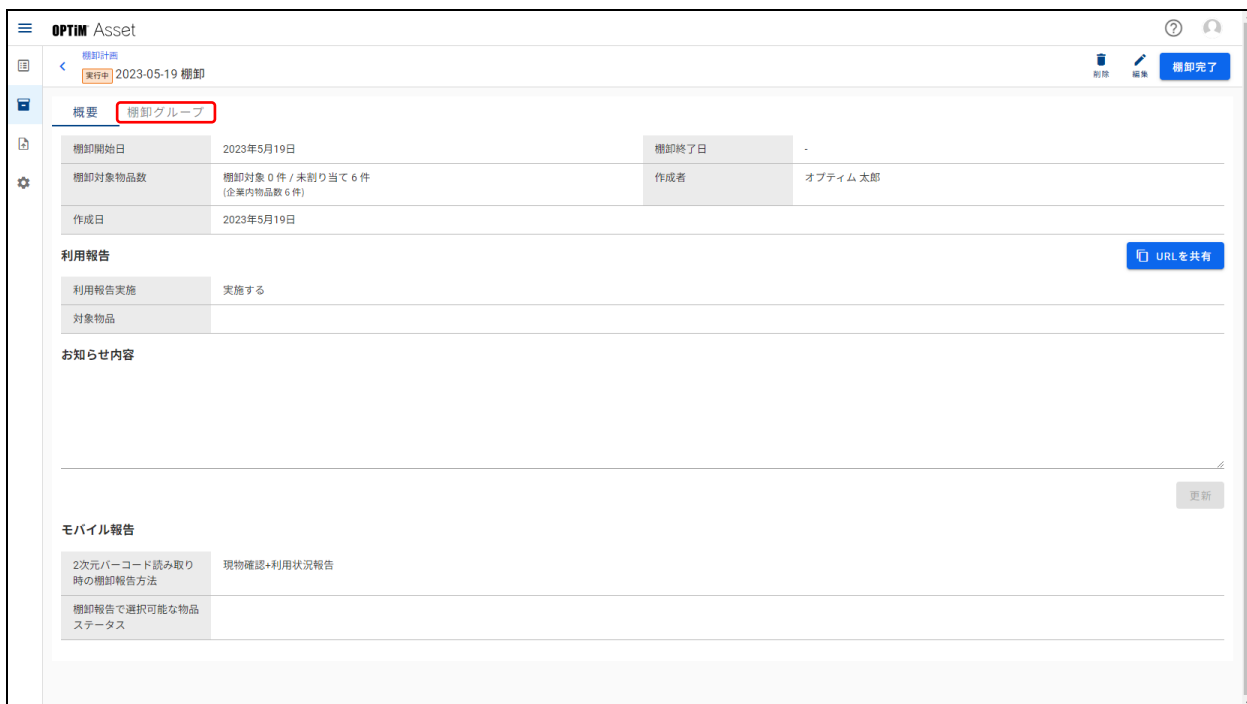 OPTiM Asset
棚卸計画
実行中 2023-05-19 棚卸
削除
編集
棚卸完了
概要
棚卸グループ
棚卸開始日 2023年5月19日 棚卸終了日 -
棚卸対象物品数 棚卸対象 0 件 / 未割り当て 6 件 作成者 オプティム 太郎
(企業内物品数 6 件)
作成日 2023年5月19日
利用報告
URLを共有
利用報告実施 実施する
対象物品
お知らせ内容
更新
モバイル報告
2次元バーコード読み取り 現物確認+利用状況報告
時の棚卸報告方法
棚卸報告で選択可能な物品
ステータス